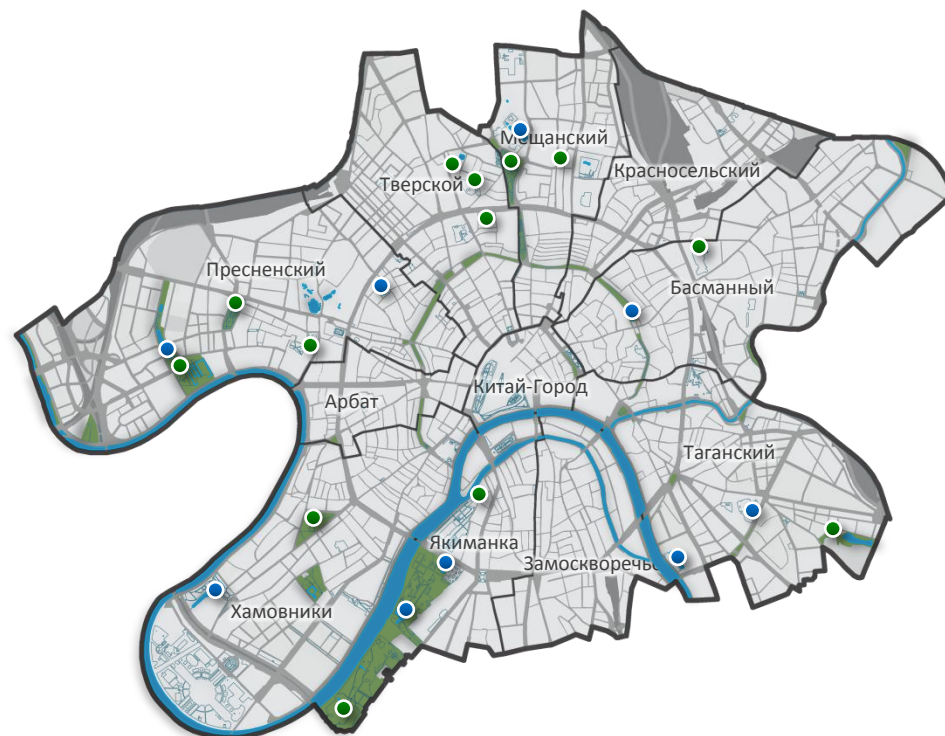 Мещанский
Красносельский
Тверской
Пресненский
Басманный
Китай-Город
Арбат
Таганский
Якиманка
Замоскворечье
Хамовники